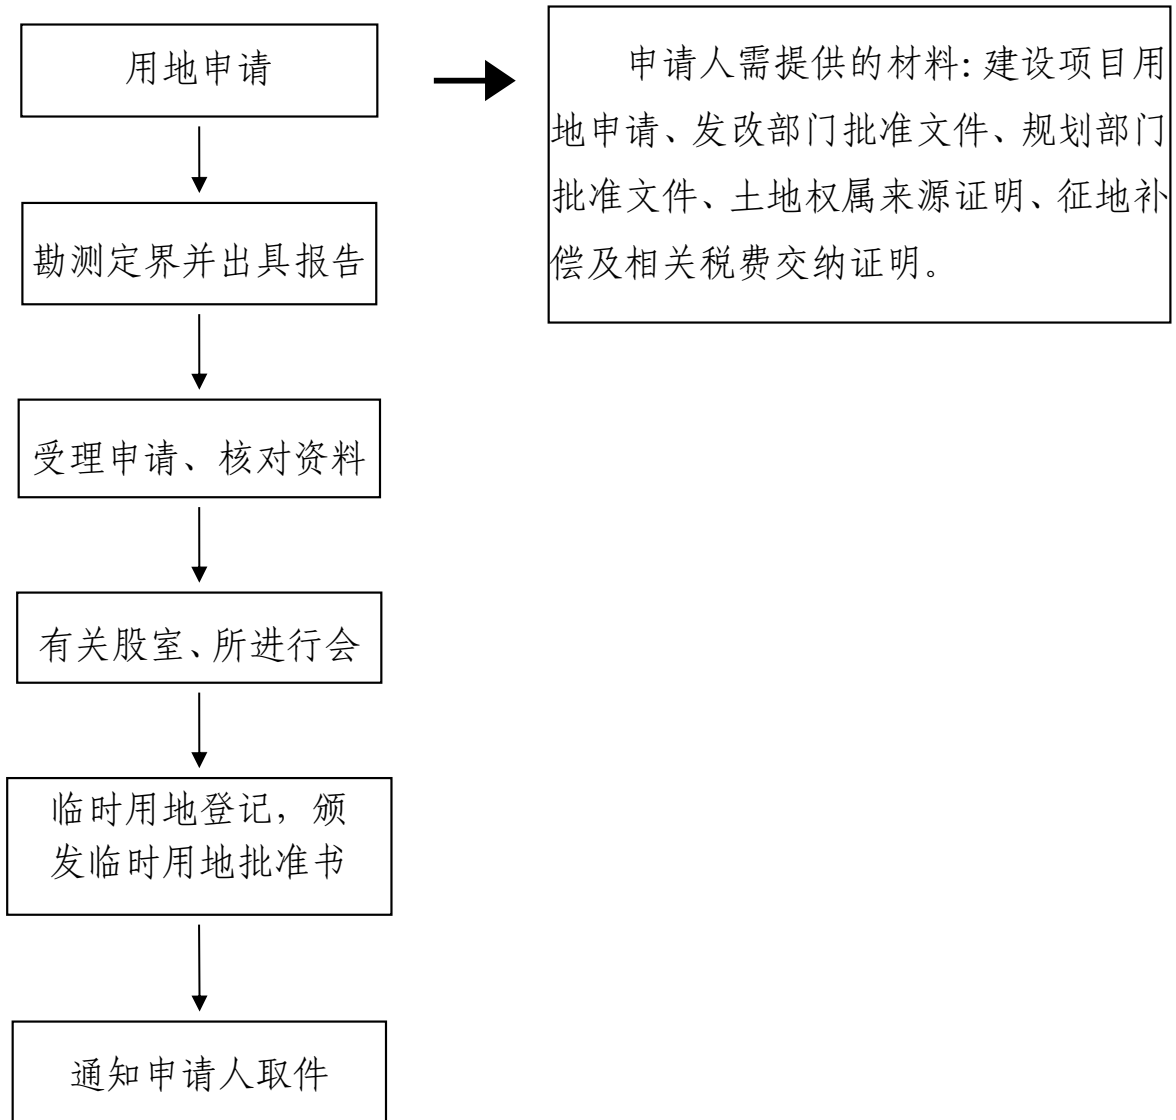 用地申请
申请人需提供的材料：建设项目用
地申请、发改部门批准文件、规划部门
批准文件、土地权属来源证明、征地补
偿及相关税费交纳证明。
勘测定界并出具报告
受理申请、核对资料
有关股室、所进行会
临时用地登记，颁
发临时用地批准书
通知申请人取件